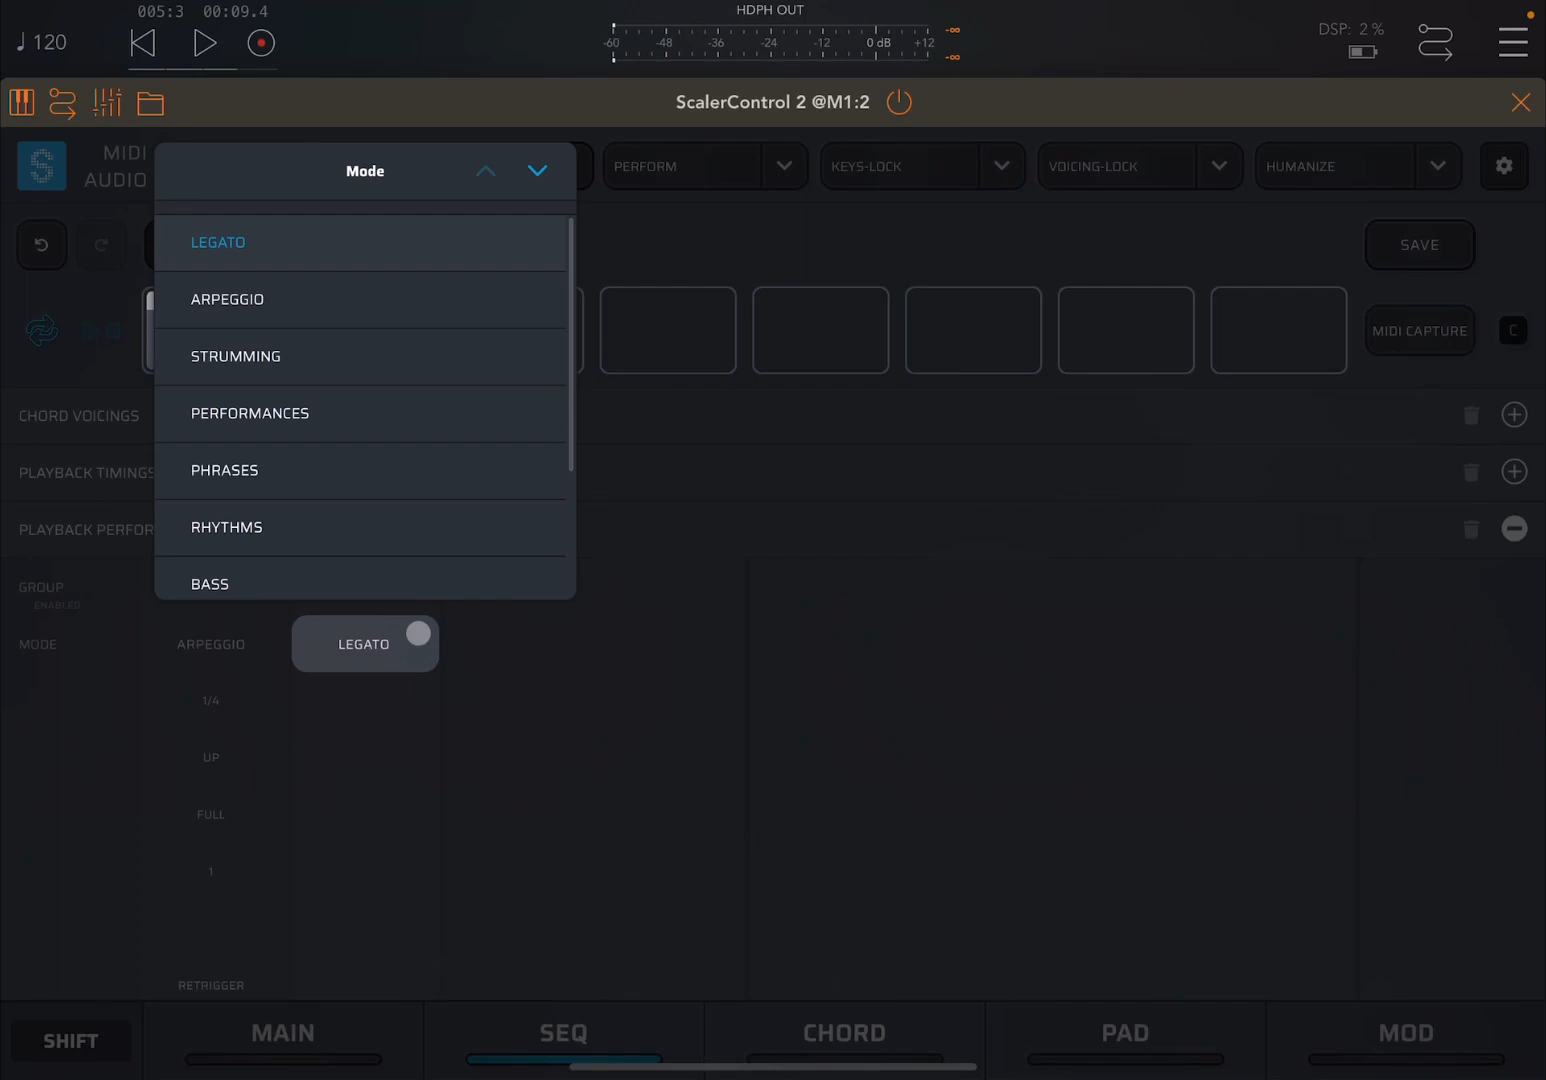 005:3 00:09.4
HDPH OUT
♩ 120
-60 -48 -36 -24 -12 0 dB +12
-∞
-∞
DSP: 2 %
ScalerControl 2 @M1:2
S
MIDI
AUDIO
Mode
PERFORM
KEYS-LOCK
VOICING-LOCK
HUMANIZE
LEGATO
SAVE
ARPEGGIO
MIDI CAPTURE
C
STRUMMING
CHORD VOICINGS
PERFORMANCES
PLAYBACK TIMINGS
PHRASES
PLAYBACK PERFOR
RHYTHMS
BASS
GROUP
ENABLED
MODE
ARPEGGIO
LEGATO
1/4
UP
FULL
1
RETRIGGER
SHIFT
MAIN
SEQ
CHORD
PAD
MOD